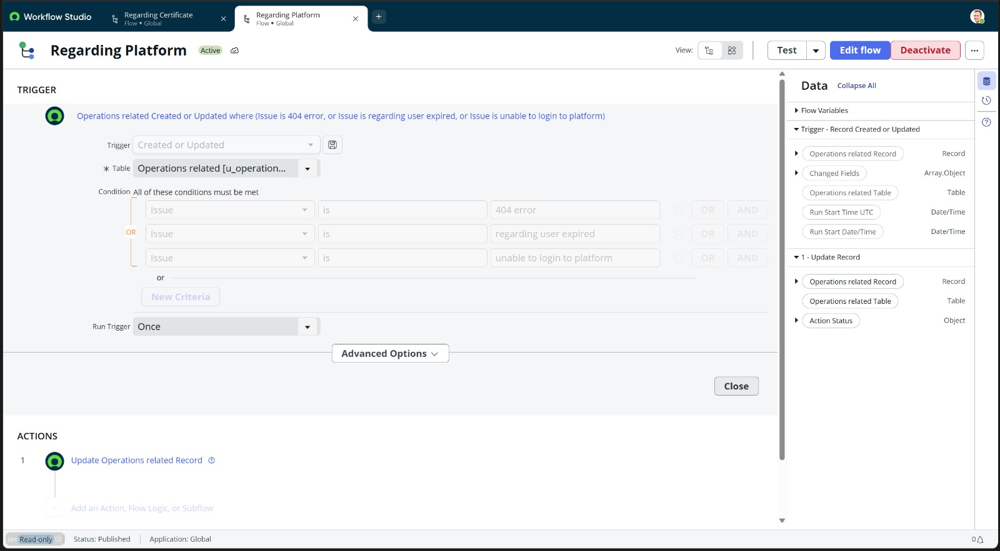 Workflow Studio
Regarding Certificate
Flow • Global
Regarding Platform
Flow • Global
Regarding Platform
Active
View:
Test
Edit flow
Deactivate
TRIGGER
Operations related Created or Updated where (Issue is 404 error, or Issue is regarding user expired, or Issue is unable to login to platform)
Trigger
Created or Updated
Table
Operations related [u_operation...
Condition
All of these conditions must be met
OR
Issue is 404 error OR AND
Issue is regarding user expired OR AND
Issue is unable to login to platform OR AND
or
New Criteria
Run Trigger
Once
Advanced Options
Close
ACTIONS
1
Update Operations related Record
Add an Action, Flow Logic, or Subflow
Data
Collapse All
Flow Variables
Trigger - Record Created or Updated
Operations related Record Record
Changed Fields Array.Object
Operations related Table Table
Run Start Time UTC Date/Time
Run Start Date/Time Date/Time
1 - Update Record
Operations related Record Record
Operations related Table Table
Action Status Object
Read-only
Status: Published
Application: Global
0